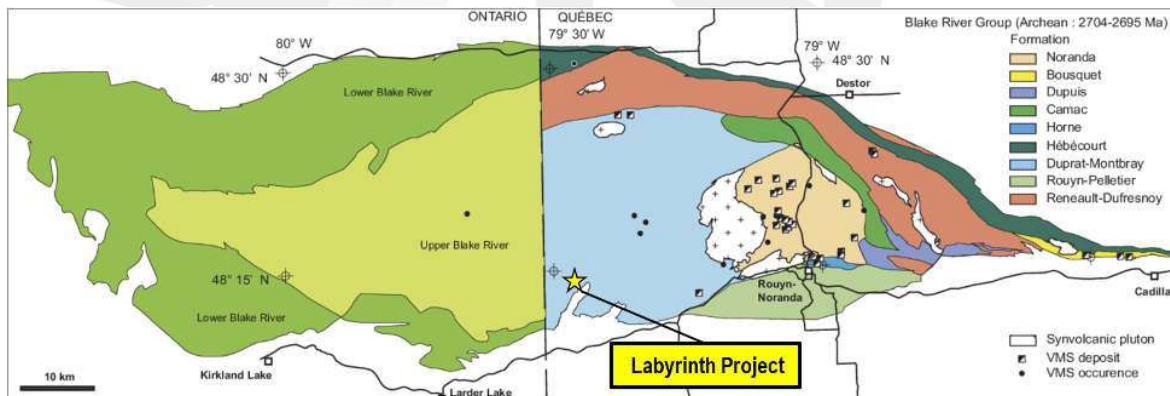 ONTARIO
QUÉBEC
Blake River Group (Archean : 2704-2695 Ma)
80° W
79° 30' W
79° W
48° 30' N
48° 30' N
Formation
Noranda
Bousquet
Dupuis
Camac
Horne
Hébécourt
Duprat-Montbray
Rouyn-Pelletier
Reneault-Dufresnoy
Destor
Lower Blake River
Upper Blake River
48° 15' N
Lower Blake River
Rouyn-
Noranda
Cadilla
Kirkland Lake
Larder Lake
Labyrinth Project
Synvolcanic pluton
VMS deposit
VMS occurence
10 km